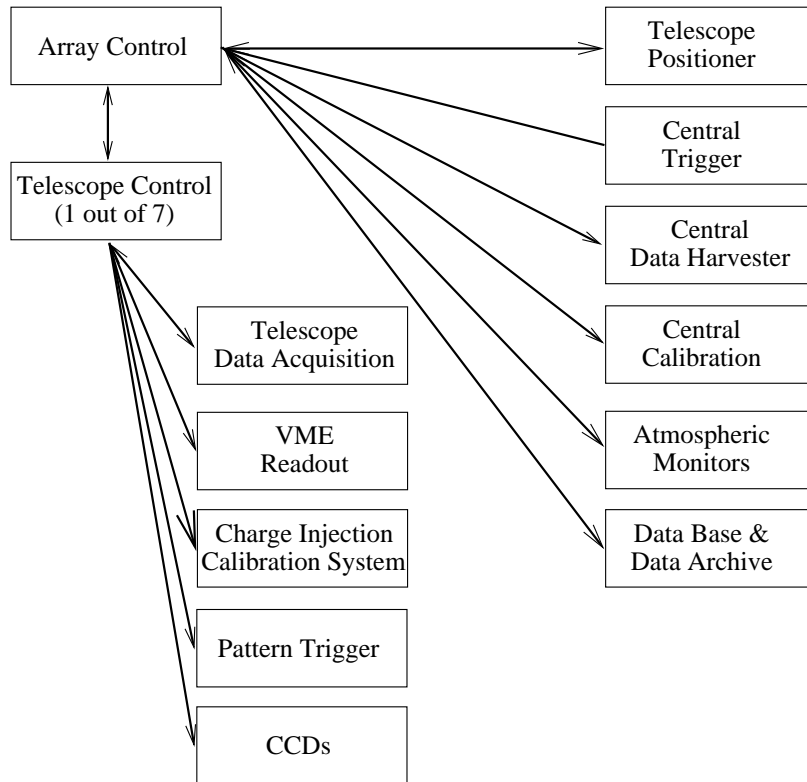 Array Control
Telescope Control
(1 out of 7)
Telescope
Data Acquisition
VME
Readout
Charge Injection
Calibration System
Pattern Trigger
CCDs
Telescope
Positioner
Central
Trigger
Central
Data Harvester
Central
Calibration
Atmospheric
Monitors
Data Base &
Data Archive